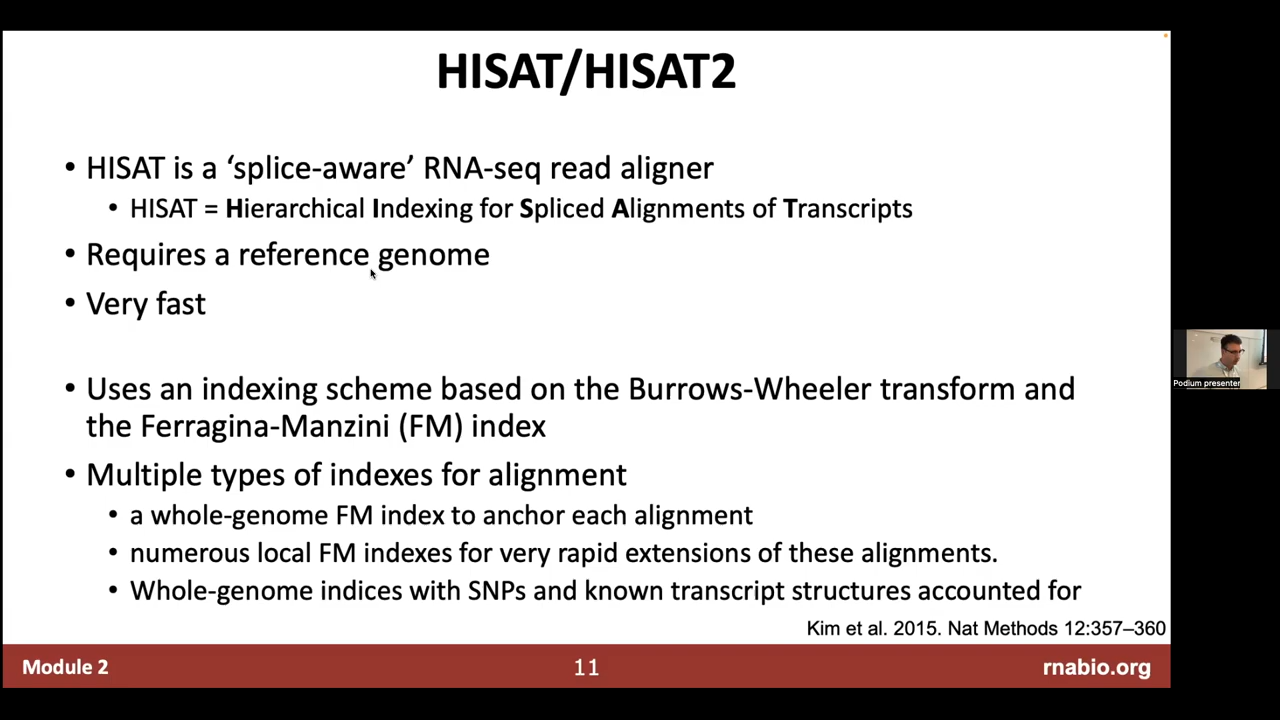 HISAT/HISAT2
• HISAT is a ‘splice-aware’ RNA-seq read aligner
• HISAT = Hierarchical Indexing for Spliced Alignments of Transcripts
• Requires a reference genome
• Very fast
• Uses an indexing scheme based on the Burrows-Wheeler transform and
the Ferragina-Manzini (FM) index
• Multiple types of indexes for alignment
• a whole-genome FM index to anchor each alignment
• numerous local FM indexes for very rapid extensions of these alignments.
• Whole-genome indices with SNPs and known transcript structures accounted for
Kim et al. 2015. Nat Methods 12:357–360
Module 2
11
rnabio.org
Podium presenter